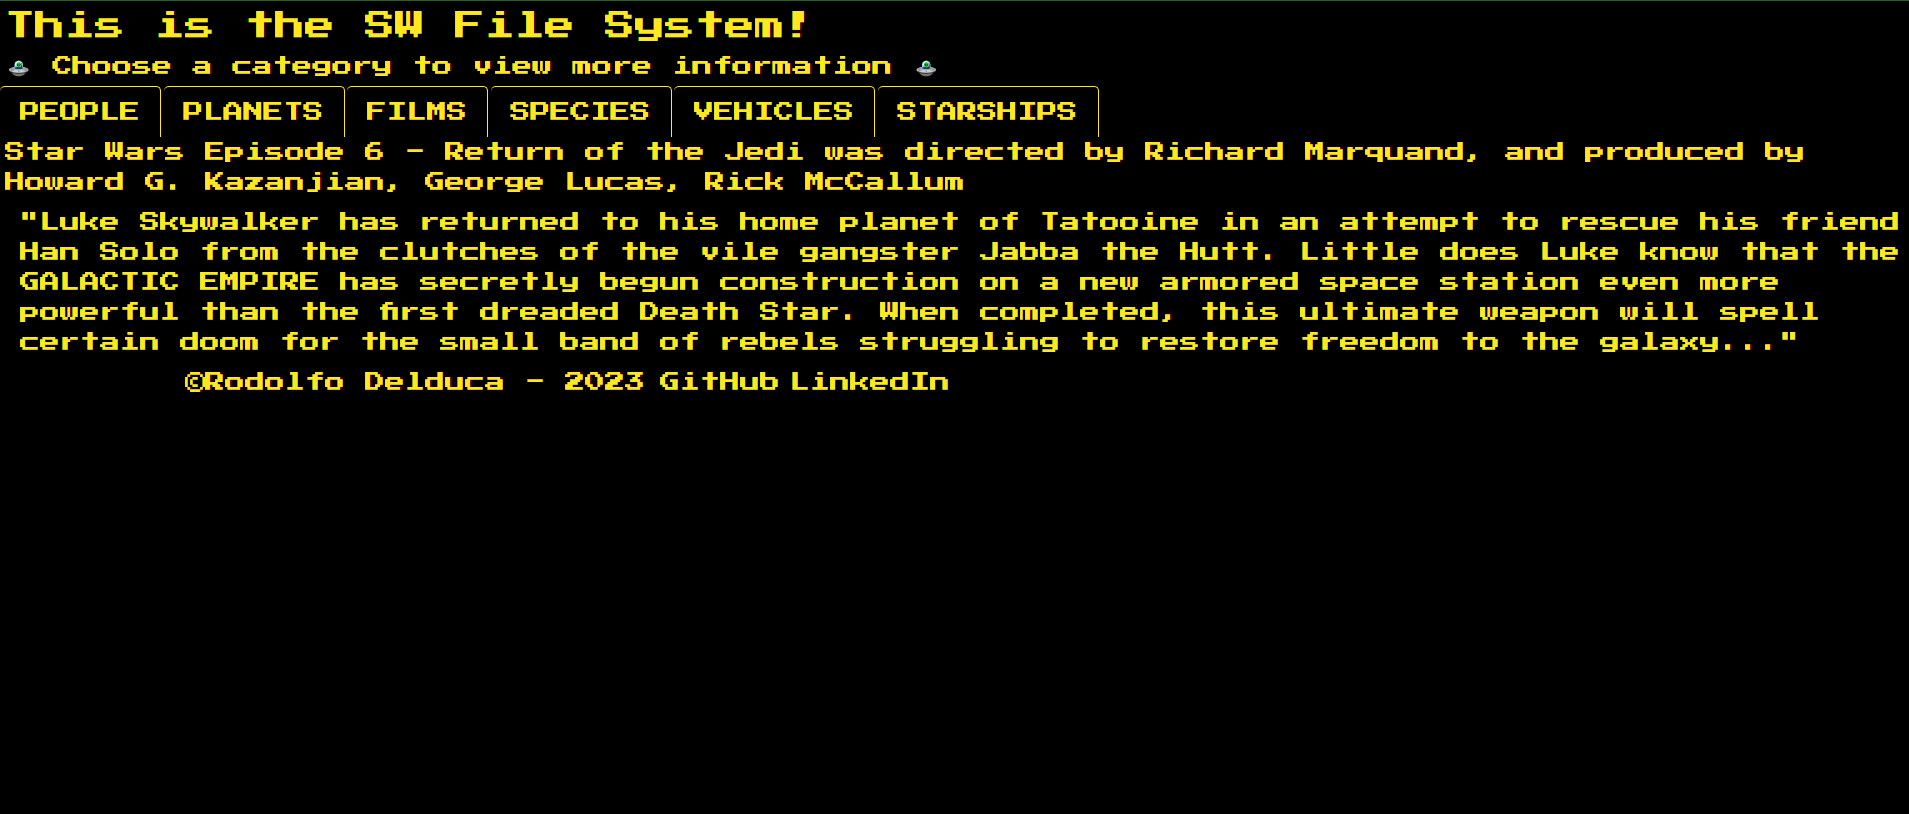 This is the SW File System!
🛸 Choose a category to view more information 🛸
PEOPLE PLANETS FILMS SPECIES VEHICLES STARSHIPS
Star Wars Episode 6 - Return of the Jedi was directed by Richard Marquand, and produced by
Howard G. Kazanjian, George Lucas, Rick McCallum
"Luke Skywalker has returned to his home planet of Tatooine in an attempt to rescue his friend
Han Solo from the clutches of the vile gangster Jabba the Hutt. Little does Luke know that the
GALACTIC EMPIRE has secretly begun construction on a new armored space station even more
powerful than the first dreaded Death Star. When completed, this ultimate weapon will spell
certain doom for the small band of rebels struggling to restore freedom to the galaxy..."
©Rodolfo Delduca - 2023 GitHub LinkedIn